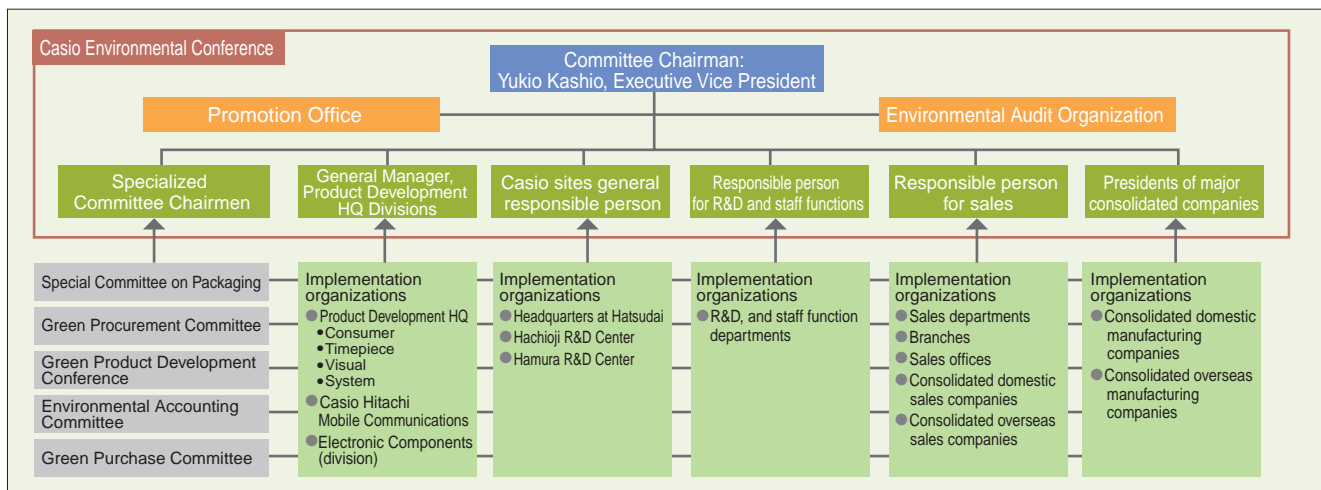 Casio Environmental Conference
Committee Chairman:
Yukio Kashio, Executive Vice President
Promotion Office
Environmental Audit Organization
Specialized
Committee Chairmen
General Manager,
Product Development
HQ Divisions
Casio sites general
responsible person
Responsible person
for R&D and staff functions
Responsible person
for sales
Presidents of major
consolidated companies
Special Committee on Packaging
Green Procurement Committee
Green Product Development
Conference
Environmental Accounting
Committee
Green Purchase Committee
Implementation
organizations
●Product Development HQ
•Consumer
•Timepiece
•Visual
•System
●Casio Hitachi
Mobile Communications
●Electronic Components
(division)
Implementation
organizations
●Headquarters at Hatsudai
●Hachioji R&D Center
●Hamura R&D Center
Implementation
organizations
●R&D, and staff function
departments
Implementation
organizations
●Sales departments
●Branches
●Sales offices
●Consolidated domestic
sales companies
●Consolidated overseas
sales companies
Implementation
organizations
●Consolidated domestic
manufacturing
companies
●Consolidated overseas
manufacturing
companies